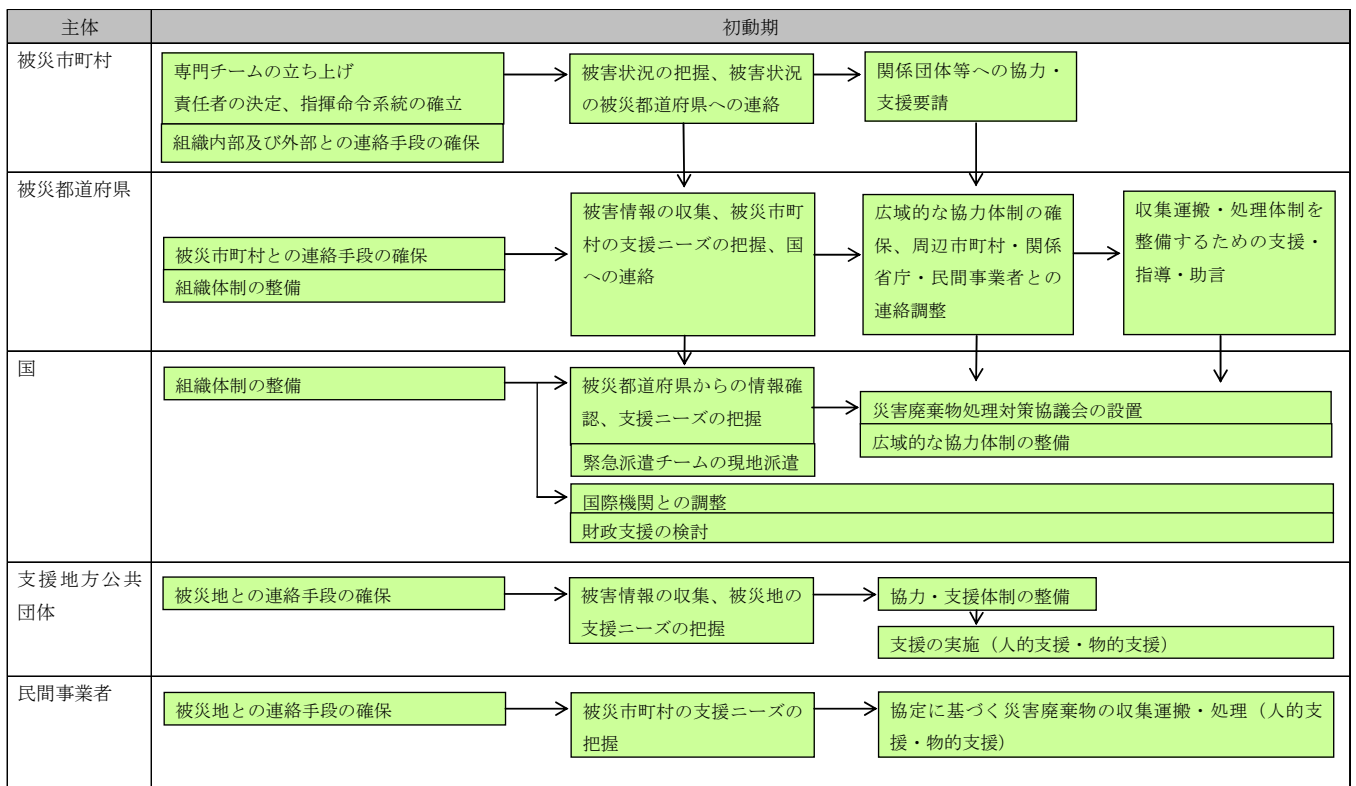 主体
初動期
被災市町村
専門チームの立ち上げ
責任者の決定、指揮命令系統の確立
組織内部及び外部との連絡手段の確保
被害状況の把握、被害状況
の被災都道府県への連絡
関係団体等への協力・
支援要請
被災都道府県
被災市町村との連絡手段の確保
組織体制の整備
被害情報の収集、被災市町
村の支援ニーズの把握、国
への連絡
広域的な協力体制の確
保、周辺市町村・関係
省庁・民間事業者との
連絡調整
収集運搬・処理体制を
整備するための支援・
指導・助言
国
組織体制の整備
被災都道府県からの情報確
認、支援ニーズの把握
緊急派遣チームの現地派遣
災害廃棄物処理対策協議会の設置
広域的な協力体制の整備
国際機関との調整
財政支援の検討
支援地方公共
団体
被災地との連絡手段の確保
被害情報の収集、被災地の
支援ニーズの把握
協力・支援体制の整備
支援の実施（人的支援・物的支援）
民間事業者
被災地との連絡手段の確保
被災市町村の支援ニーズの
把握
協定に基づく災害廃棄物の収集運搬・処理（人的支
援・物的支援）